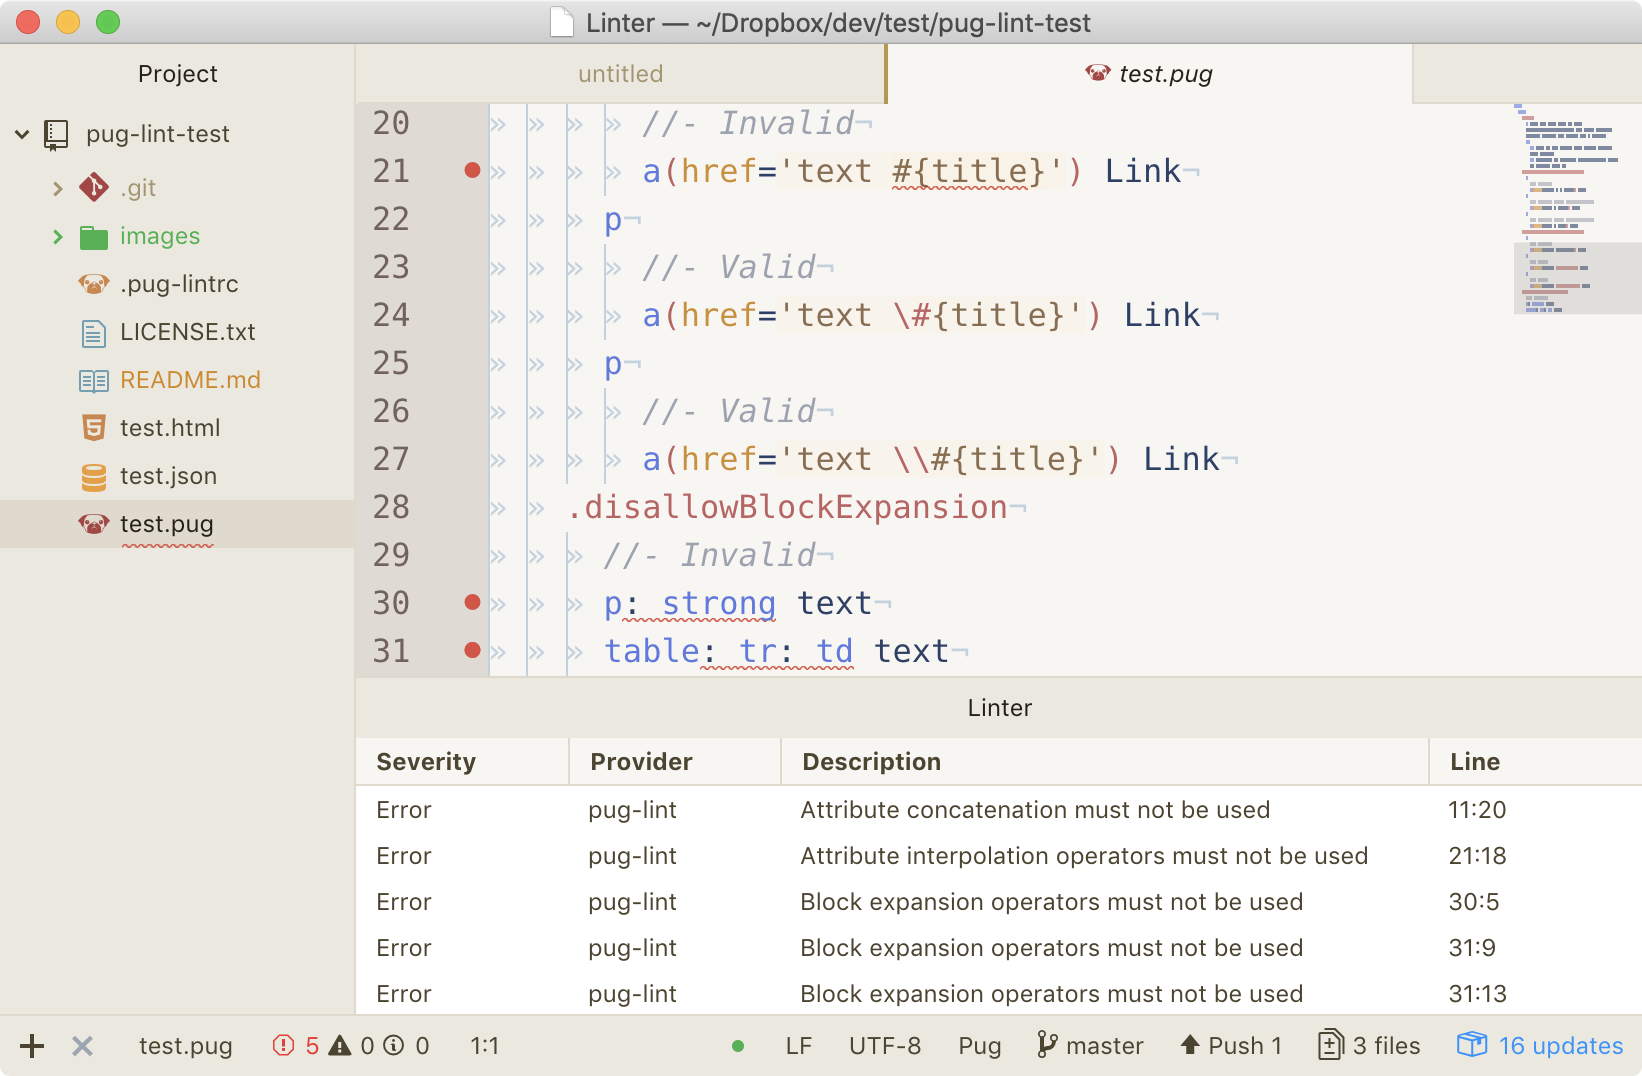 Linter — ~/Dropbox/dev/test/pug-lint-test
Project
untitled
test.pug
pug-lint-test
.git
images
.pug-lintrc
LICENSE.txt
README.md
test.html
test.json
test.pug
20 » » » » //- Invalid¬
21 » » » » a(href='text #{title}') Link¬
22 » » » p¬
23 » » » » //- Valid¬
24 » » » » a(href='text \#{title}') Link¬
25 » » » p¬
26 » » » » //- Valid¬
27 » » » » a(href='text \\#{title}') Link¬
28 » » .disallowBlockExpansion¬
29 » » » //- Invalid¬
30 » » » p: strong text¬
31 » » » table: tr: td text¬
Linter
Severity Provider Description Line
Error pug-lint Attribute concatenation must not be used 11:20
Error pug-lint Attribute interpolation operators must not be used 21:18
Error pug-lint Block expansion operators must not be used 30:5
Error pug-lint Block expansion operators must not be used 31:9
Error pug-lint Block expansion operators must not be used 31:13
test.pug 5 0 0 1:1 LF UTF-8 Pug master Push 1 3 files 16 updates